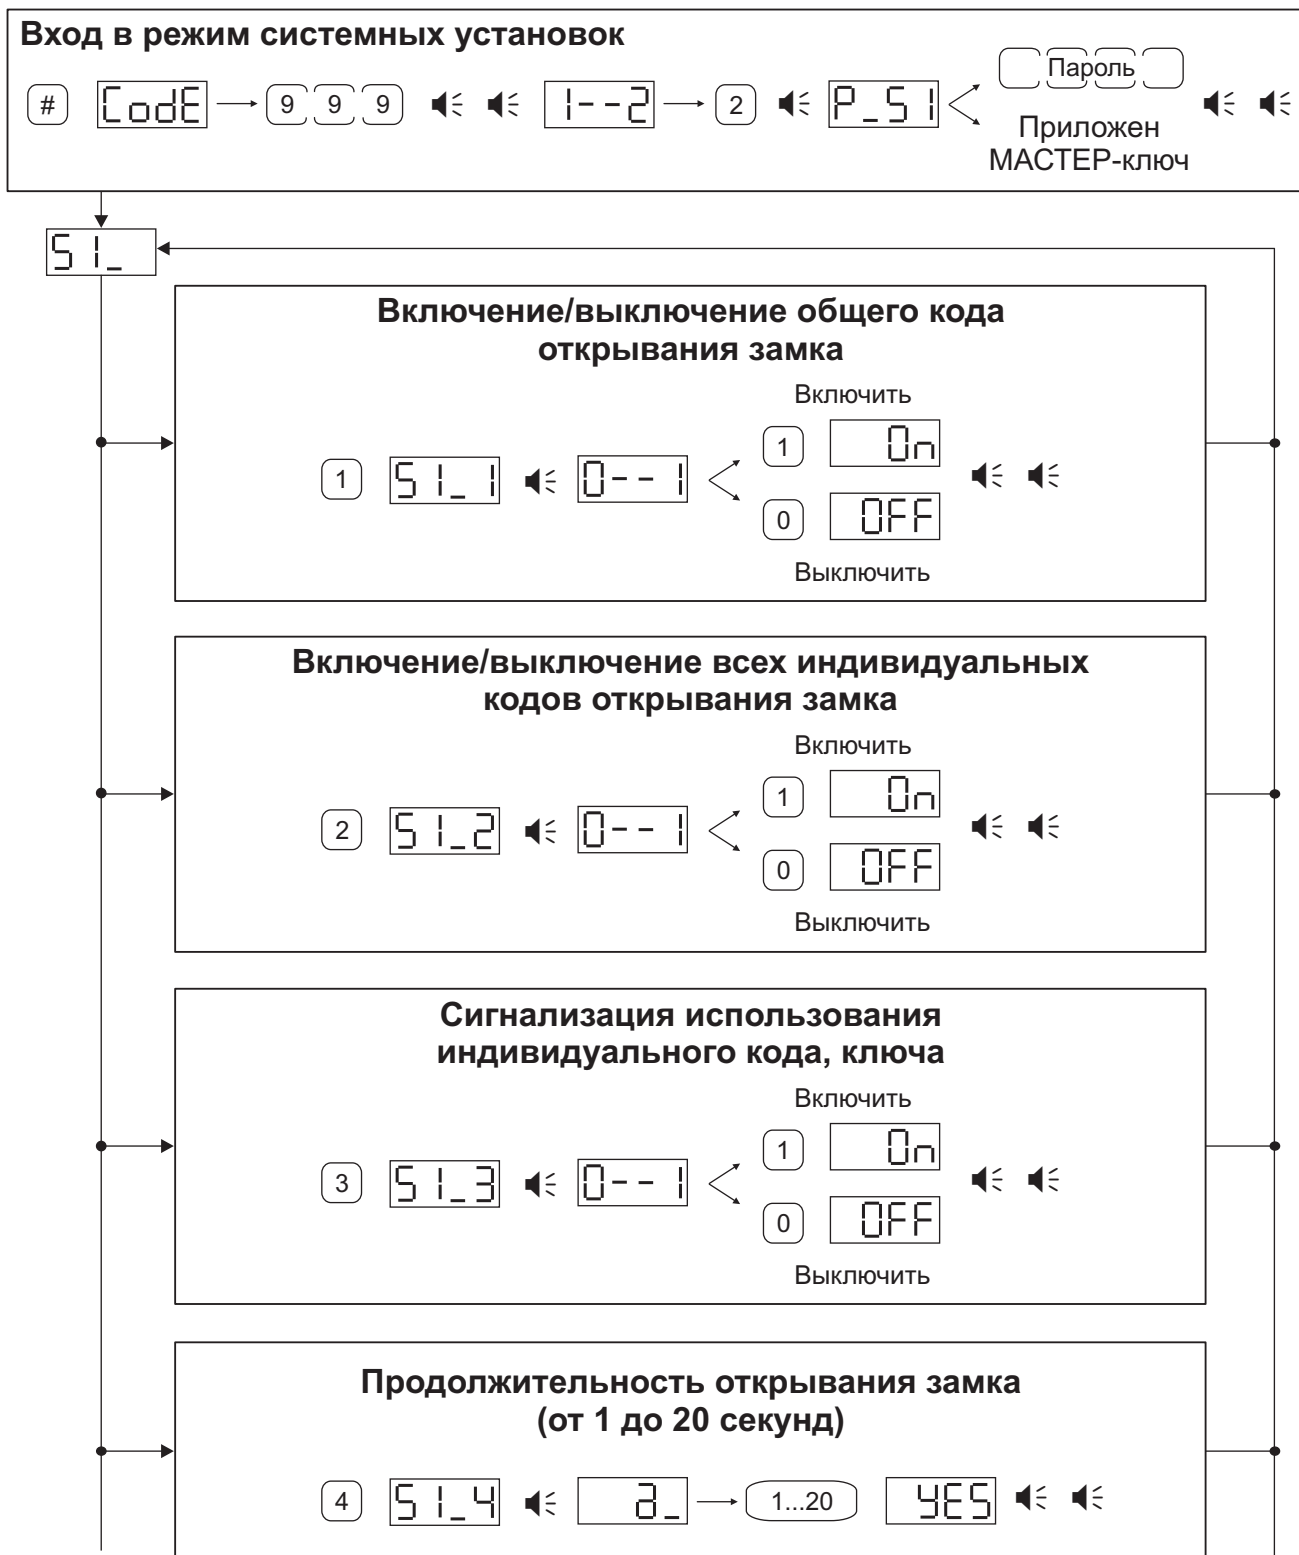 Вход в режим системных установок
# CodE 9 9 9 1--2 2 P_S1 Пароль
Приложен
МАСТЕР-ключ
S1_
Включение/выключение общего кода
открывания замка
Включить
1 On
1 S1_1 0--1
0 OFF
Выключить
Включение/выключение всех индивидуальных
кодов открывания замка
Включить
1 On
2 S1_2 0--1
0 OFF
Выключить
Сигнализация использования
индивидуального кода, ключа
Включить
1 On
3 S1_3 0--1
0 OFF
Выключить
Продолжительность открывания замка
(от 1 до 20 секунд)
4 S1_4 д_ 1...20 YES